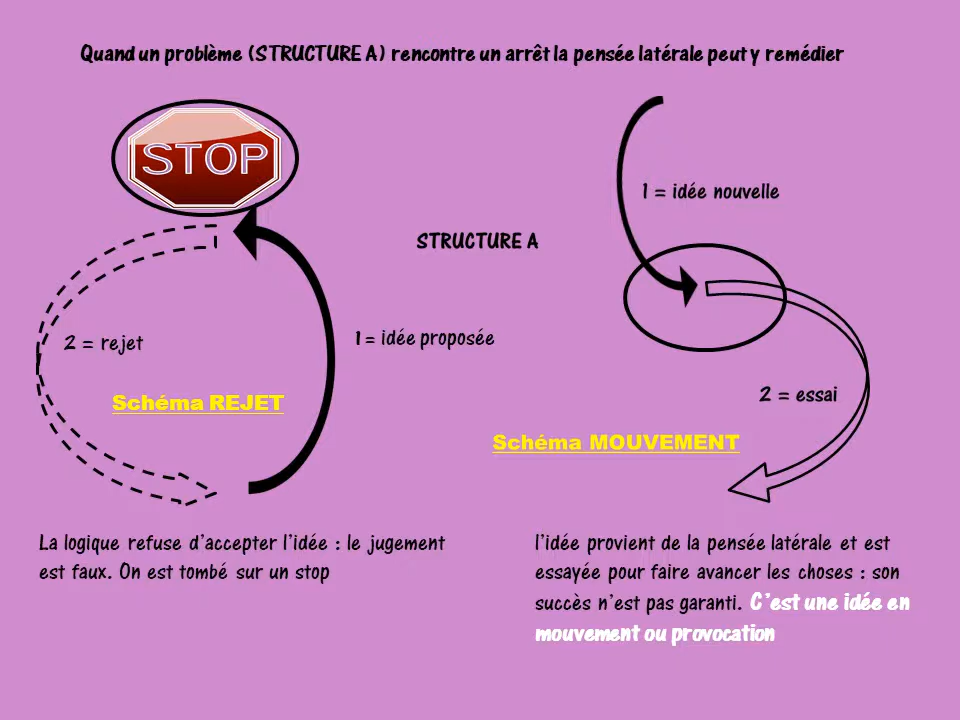 Quand un problème (STRUCTURE A) rencontre un arrêt la pensée latérale peut y remédier
STOP
1 = idée nouvelle
STRUCTURE A
2 = rejet
1 = idée proposée
Schéma REJET
2 = essai
Schéma MOUVEMENT
La logique refuse d'accepter l'idée : le jugement
est faux. On est tombé sur un stop
l'idée provient de la pensée latérale et est
essayée pour faire avancer les choses : son
succès n'est pas garanti. C'est une idée en
mouvement ou provocation